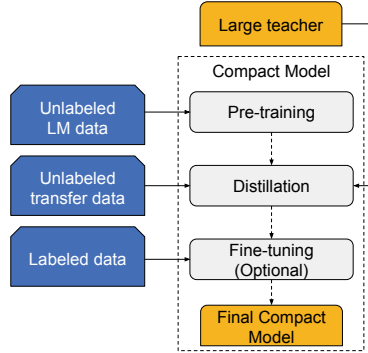 Large teacher
Compact Model
Unlabeled
LM data
Pre-training
Unlabeled
transfer data
Distillation
Labeled data
Fine-tuning
(Optional)
Final Compact
Model